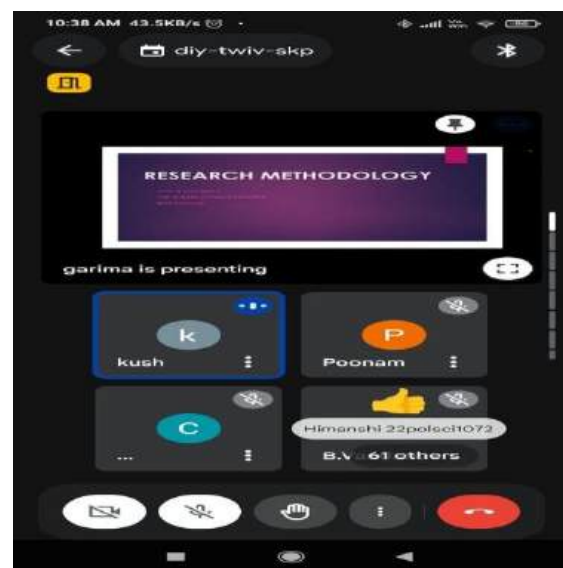 10:38 AM 43.5KB/s
diy-twiv-skp
RESEARCH METHODOLOGY
garima is presenting
k
kush
P
Poonam
C
...
Himanshi 22polsci1072
B.V
61 others